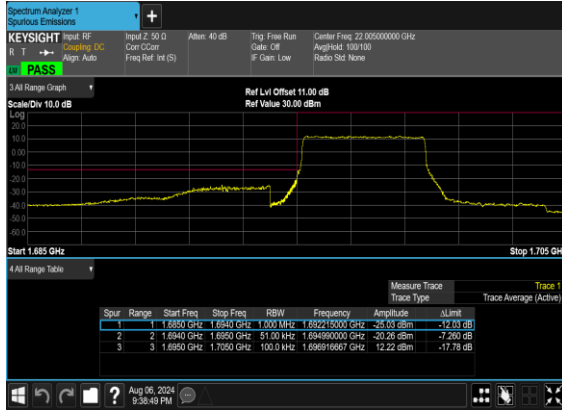 Spectrum Analyzer 1
Spurious Emissions
KEYSIGHT Input: RF Input Z: 50 Ω Atten: 40 dB Trig: Free Run Center Freq: 22.005000000 GHz
R T Coupling: DC Corr CCorr Gate: Off Avg|Hold: 100/100
Align: Auto Freq Ref: Int (S) IF Gain: Low Radio Std: None
PASS
3 All Range Graph
Ref Lvl Offset 11.00 dB
Scale/Div 10.0 dB Ref Value 30.00 dBm
Log
20.0
10.0
0.00
-10.0
-20.0
-30.0
-40.0
-50.0
-60.0
Start 1.685 GHz Stop 1.705 GH
4 All Range Table
Measure Trace Trace 1
Trace Type Trace Average (Active)
Spur Range Start Freq Stop Freq RBW Frequency Amplitude ΔLimit
1 1 1.6850 GHz 1.6940 GHz 1.000 MHz 1.692215000 GHz -25.03 dBm -12.03 dB
2 2 1.6940 GHz 1.6950 GHz 51.00 kHz 1.694990000 GHz -20.26 dBm -7.260 dB
3 3 1.6950 GHz 1.7050 GHz 100.0 kHz 1.696916667 GHz 12.22 dBm -17.78 dB
Aug 06, 2024
9:38:49 PM